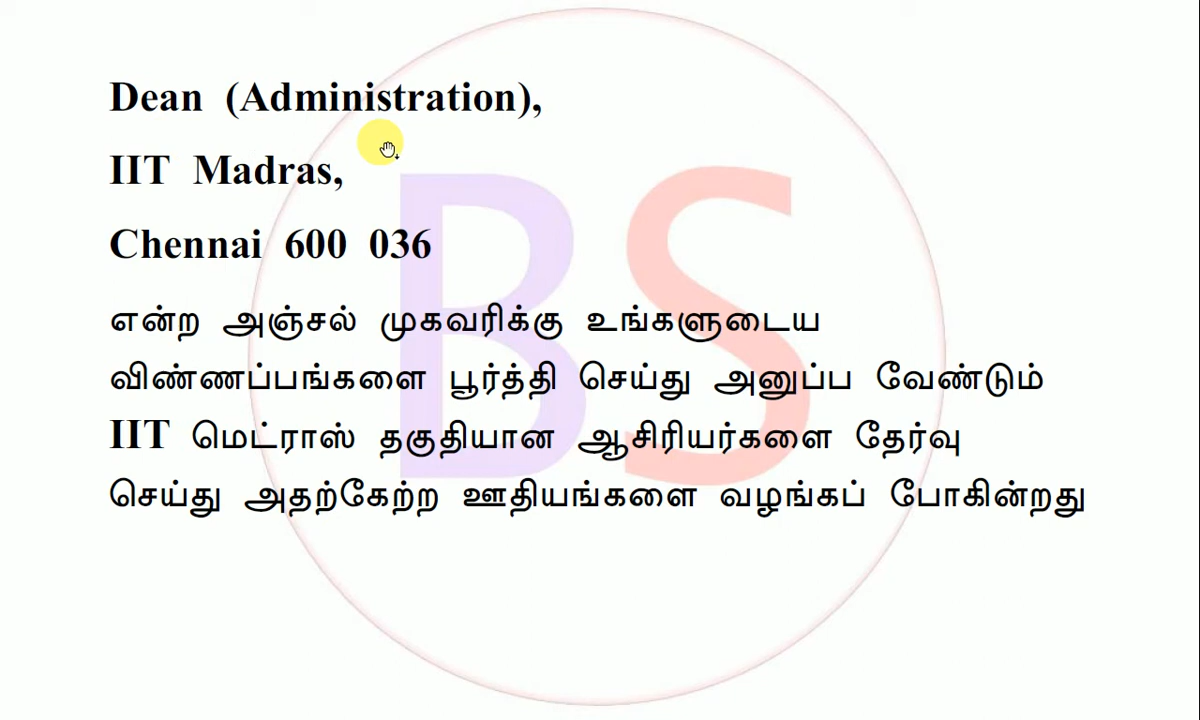 Dean (Administration),
IIT Madras,
Chennai 600 036
என்ற அஞ்சல் முகவரிக்கு உங்களுடைய
விண்ணப்பங்களை பூர்த்தி செய்து அனுப்ப வேண்டும்
IIT மெட்ராஸ் தகுதியான ஆசிரியர்களை தேர்வு
செய்து அதற்கேற்ற ஊதியங்களை வழங்கப் போகின்றது
BS